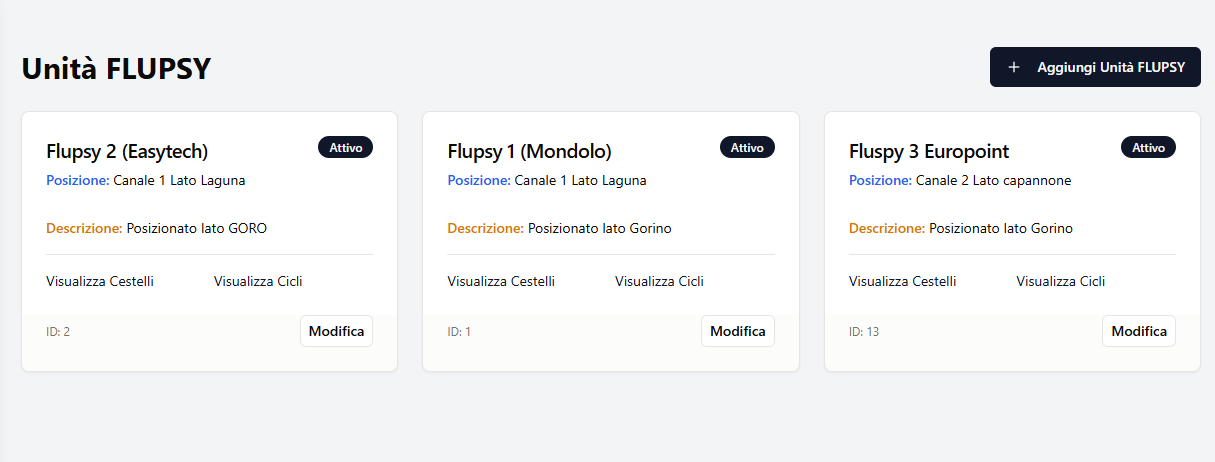 Unità FLUPSY
+ Aggiungi Unità FLUPSY
Flupsy 2 (Easytech)
Attivo
Posizione: Canale 1 Lato Laguna
Descrizione: Posizionato lato GORO
Visualizza Cestelli
Visualizza Cicli
ID: 2
Modifica
Flupsy 1 (Mondolo)
Attivo
Posizione: Canale 1 Lato Laguna
Descrizione: Posizionato lato Gorino
Visualizza Cestelli
Visualizza Cicli
ID: 1
Modifica
Fluspy 3 Europoint
Attivo
Posizione: Canale 2 Lato capannone
Descrizione: Posizionato lato Gorino
Visualizza Cestelli
Visualizza Cicli
ID: 13
Modifica